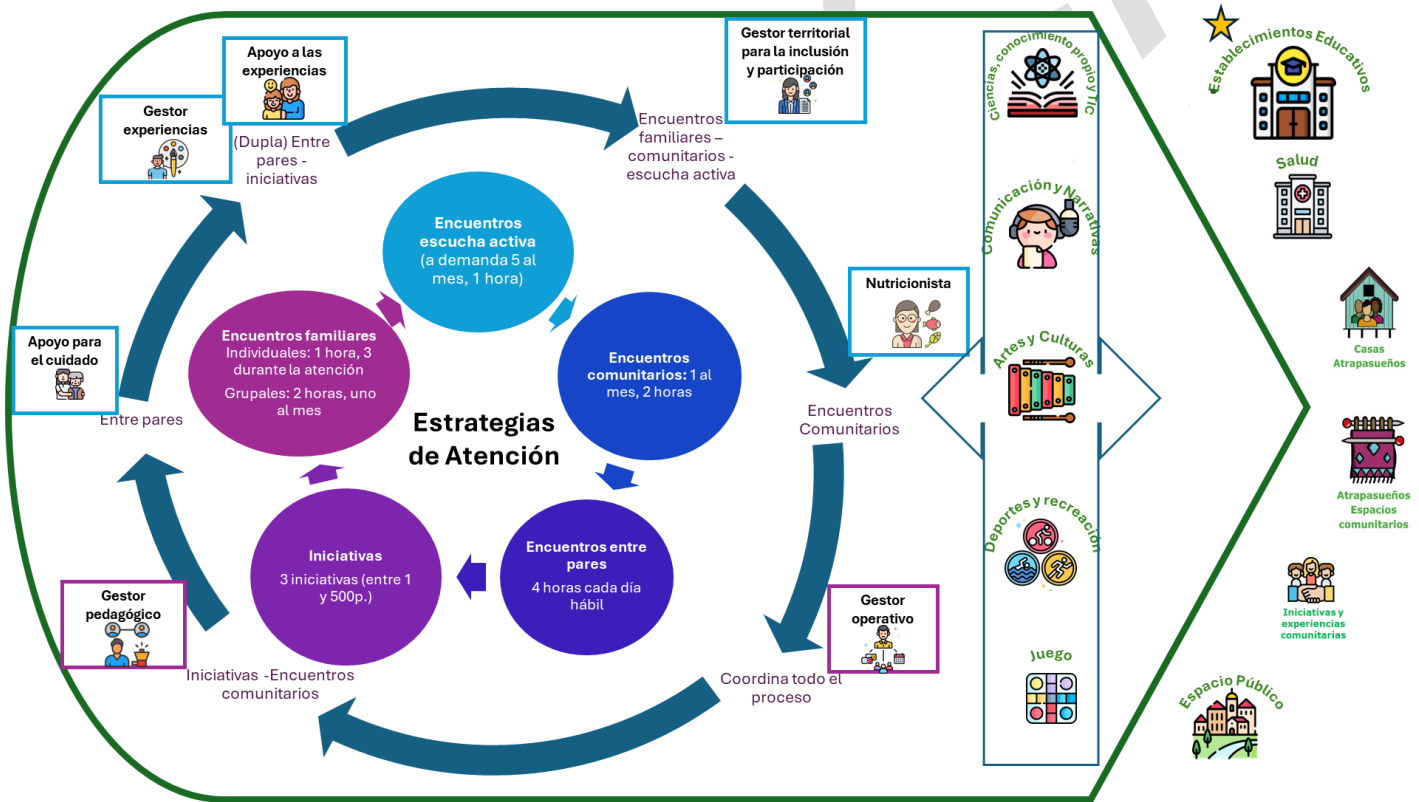 Apoyo a las
experiencias
Gestor
experiencias
(Dupla) Entre
pares -
iniciativas
Gestor territorial
para la inclusión
y participación
Encuentros
familiares –
comunitarios -
escucha activa
Nutricionista
Encuentros
Comunitarios
Gestor
operativo
Coordina todo el
proceso
Gestor
pedagógico
Iniciativas -Encuentros
comunitarios
Apoyo para
el cuidado
Entre pares
Encuentros
escucha activa
(a demanda 5 al
mes, 1 hora)
Encuentros
comunitarios: 1 al
mes, 2 horas
Encuentros entre
pares
4 horas cada día
hábil
Iniciativas
3 iniciativas (entre 1
y 500p.)
Encuentros familiares
Individuales: 1 hora, 3
durante la atención
Grupales: 2 horas, uno
al mes
Estrategias
de Atención
Ciencias, conocimiento propio y TIC
Comunicación y Narrativas
Artes y Culturas
Deportes y recreación
Juego
Establecimientos Educativos
Salud
Casas
Atrapasueños
Atrapasueños
Espacios
comunitarios
Iniciativas y
experiencias
comunitarias
Espacio Público